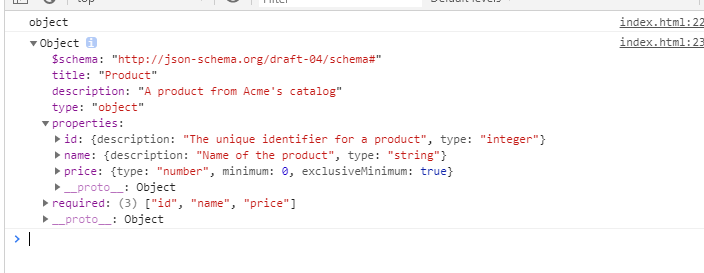 top
Filter
Default levels
object index.html:22
Object i index.html:23
$schema: "http://json-schema.org/draft-04/schema#"
title: "Product"
description: "A product from Acme's catalog"
type: "object"
properties:
id: {description: "The unique identifier for a product", type: "integer"}
name: {description: "Name of the product", type: "string"}
price: {type: "number", minimum: 0, exclusiveMinimum: true}
__proto__: Object
required: (3) ["id", "name", "price"]
__proto__: Object
>